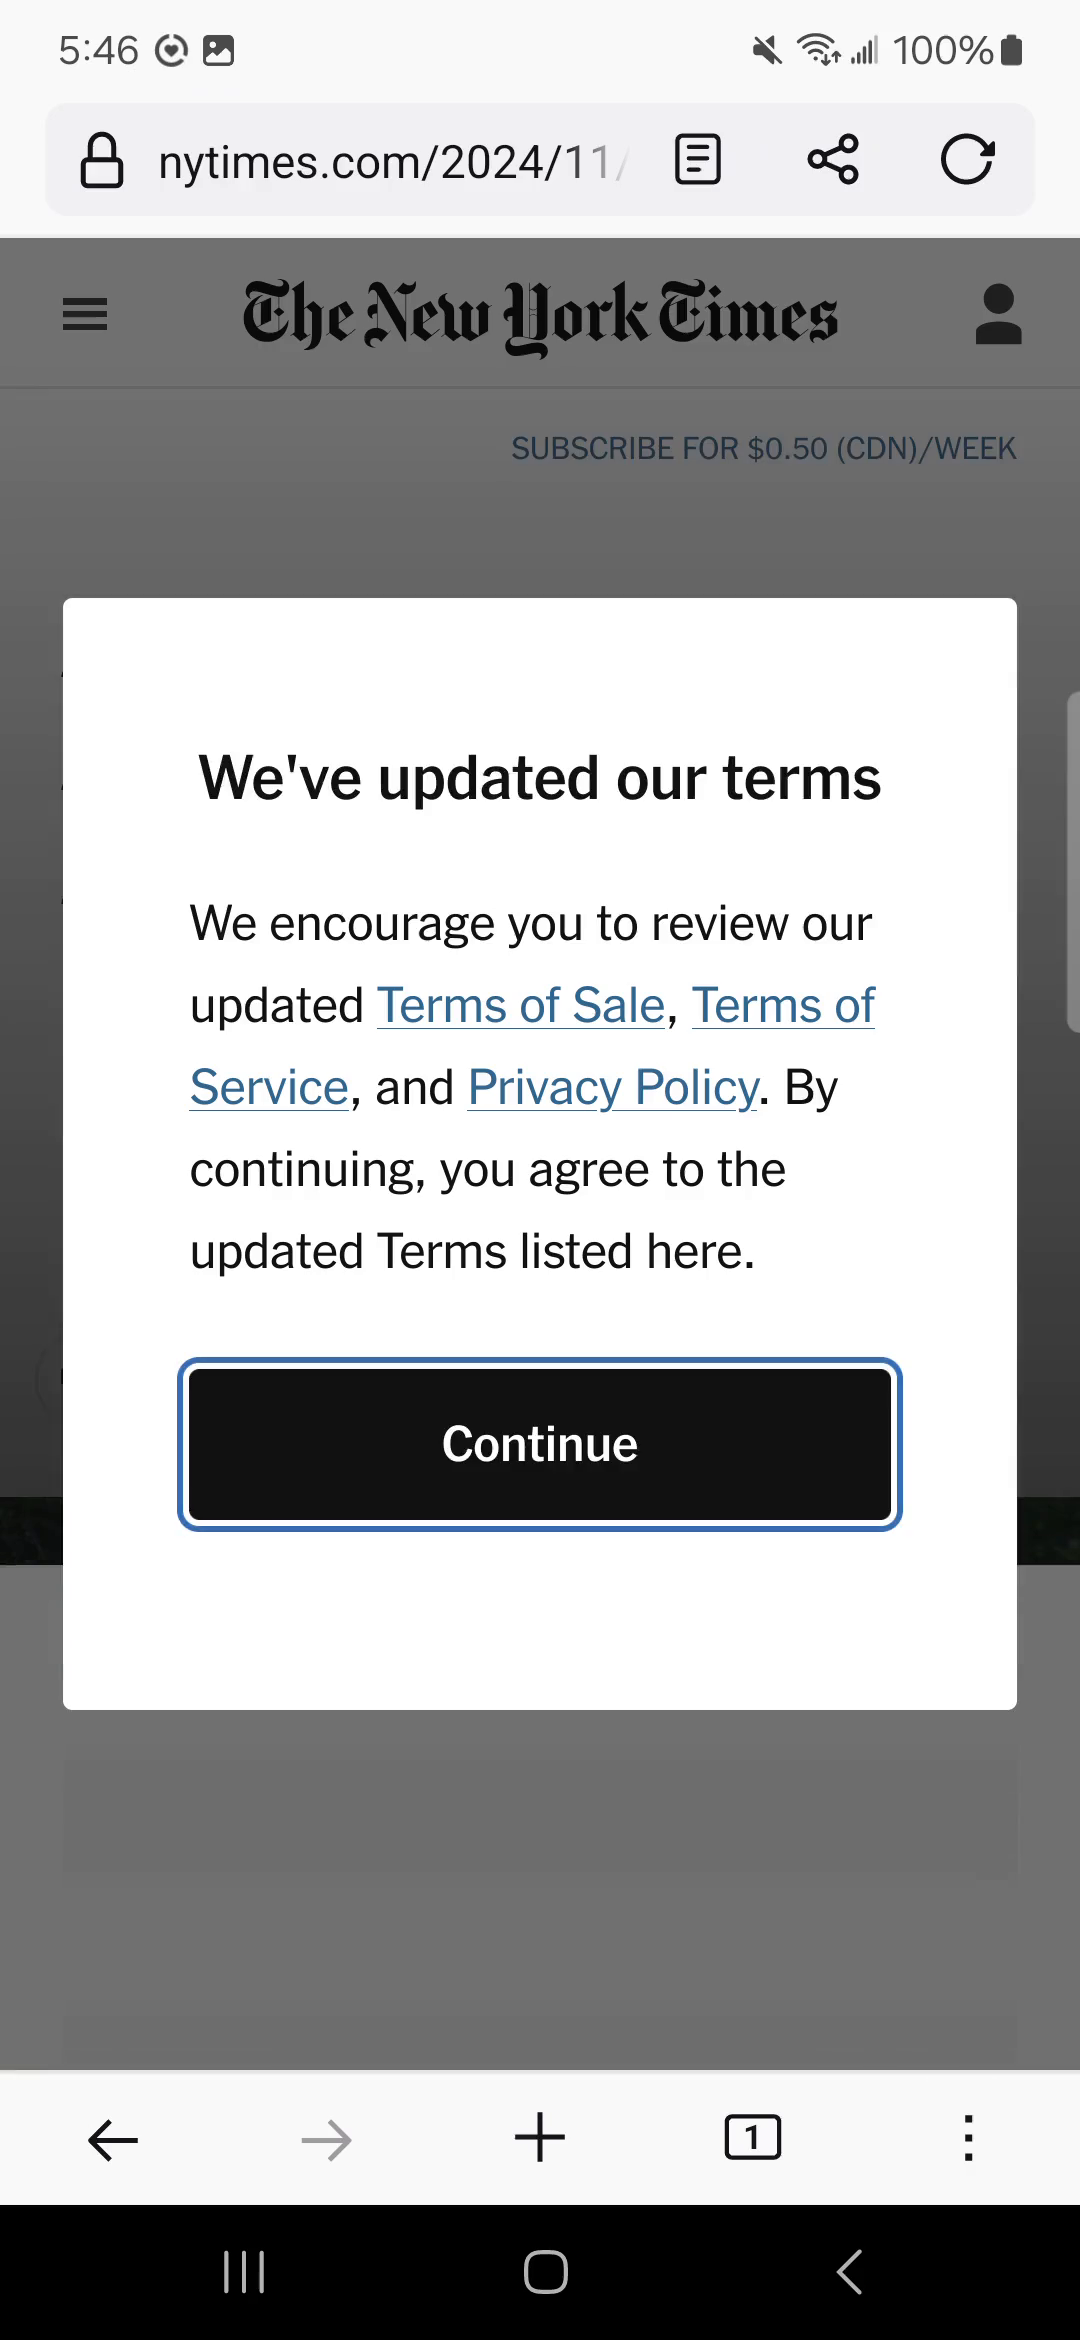 5:46 100%
nytimes.com/2024/11/
The New York Times
SUBSCRIBE FOR $0.50 (CDN)/WEEK
We've updated our terms
We encourage you to review our
updated Terms of Sale, Terms of
Service, and Privacy Policy. By
continuing, you agree to the
updated Terms listed here.
Continue
1